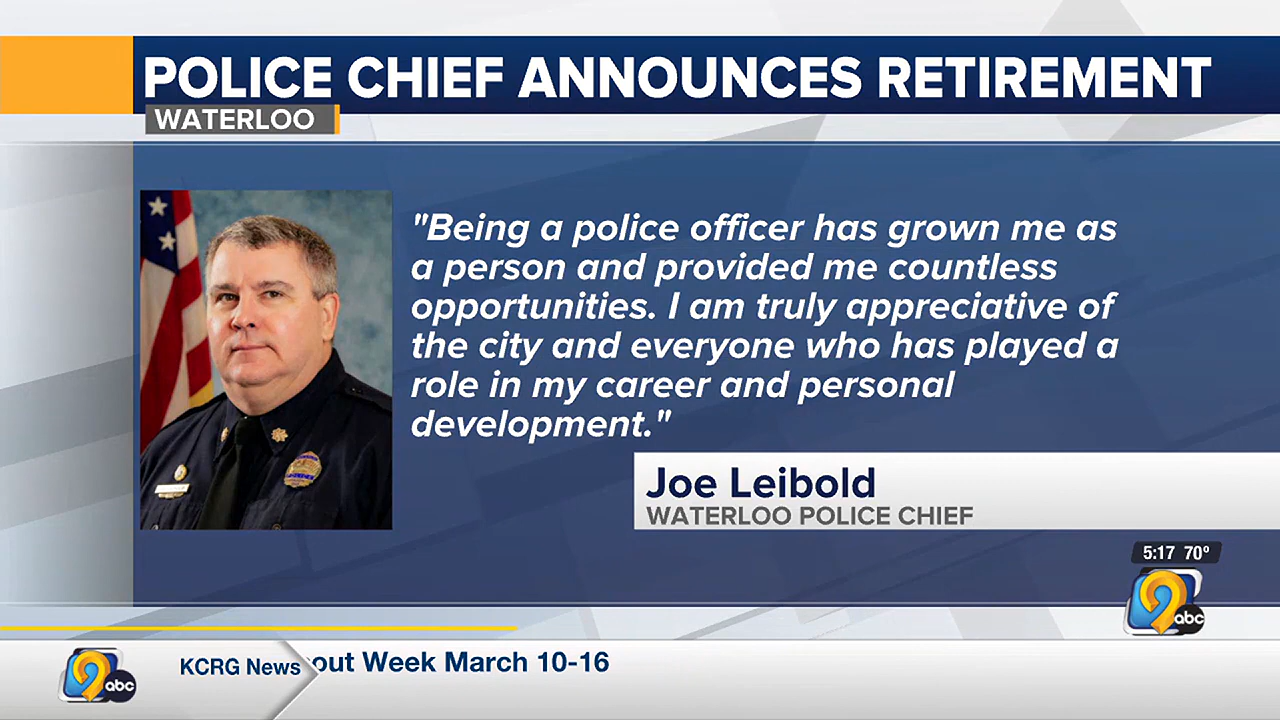 POLICE CHIEF ANNOUNCES RETIREMENT
WATERLOO
"Being a police officer has grown me as
a person and provided me countless
opportunities. I am truly appreciative of
the city and everyone who has played a
role in my career and personal
development."
Joe Leibold
WATERLOO POLICE CHIEF
5:17 70°
9 abc
9 abc
KCRG News
out Week March 10-16